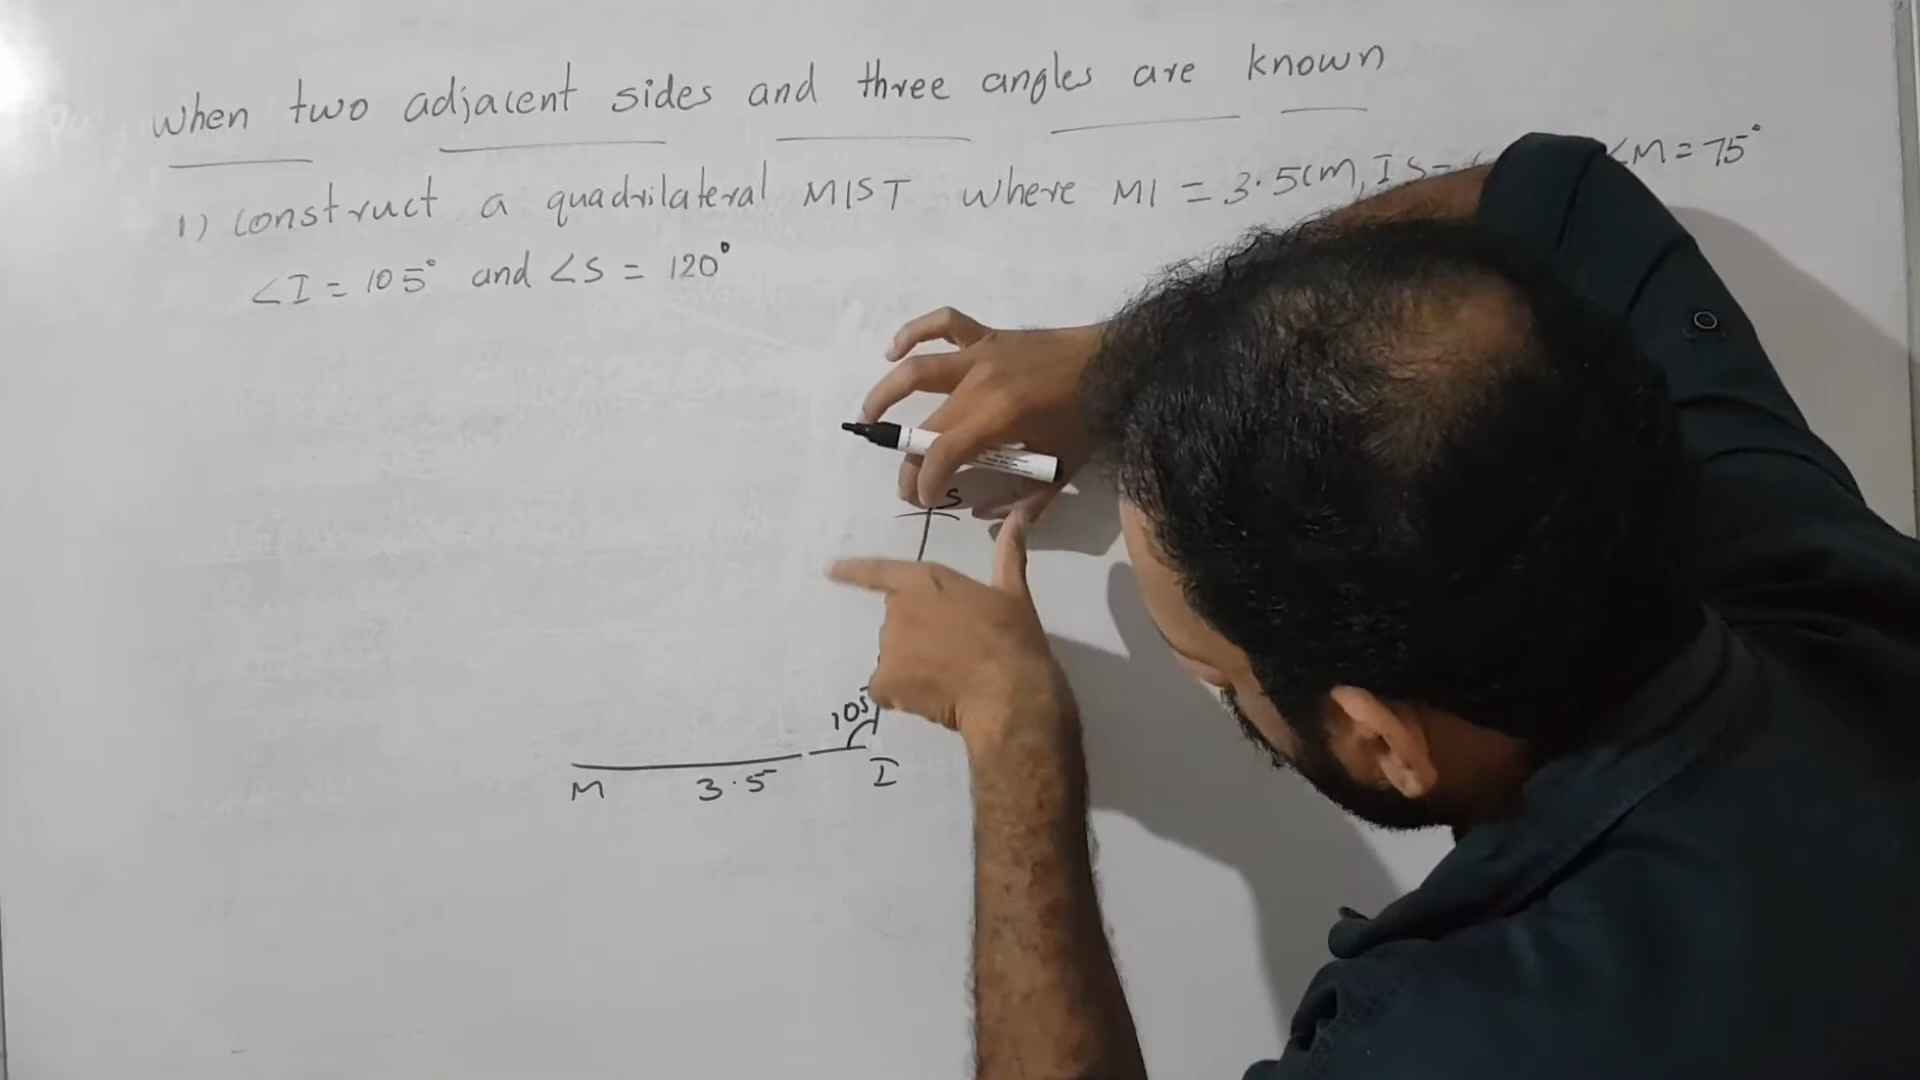 When two adjacent sides and three angles are known
1) construct a quadrilateral MIST where MI = 3.5cm, IS = ∠M = 75°
∠I = 105° and ∠S = 120°
S
105
M 3.5 I